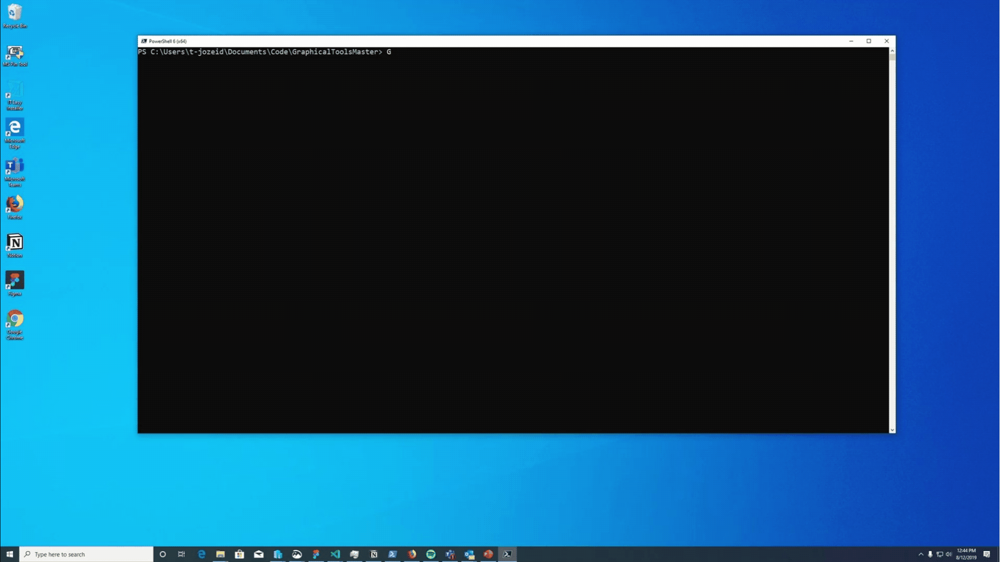 Recycle Bin
MS Pin Tool
IT Easy
Installer
Microsoft
Edge
Microsoft
Teams
Firefox
Notion
Figma
Google
Chrome
PowerShell 6 (x64)
PS C:\Users\t-jozeid\Documents\Code\GraphicalToolsMaster> G
Type here to search
12:44 PM
8/12/2019